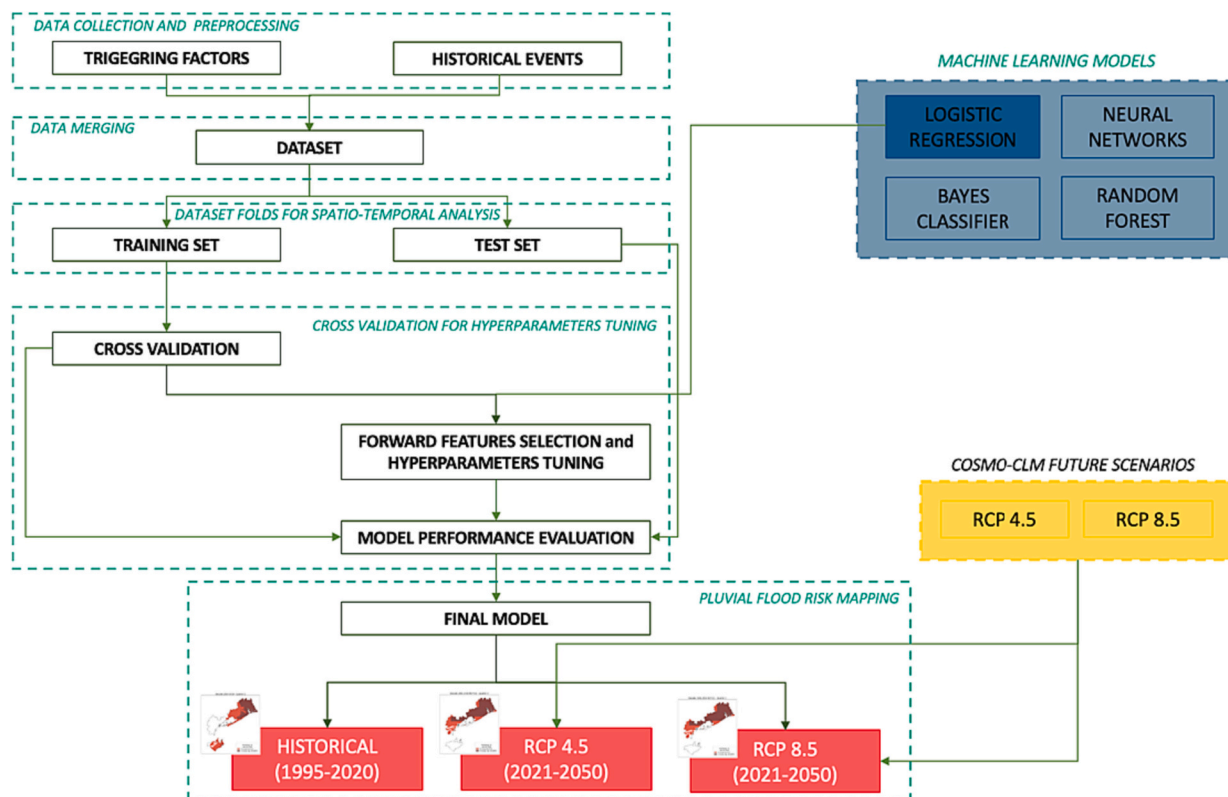 DATA COLLECTION AND PREPROCESSING
TRIGEGRING FACTORS
HISTORICAL EVENTS
MACHINE LEARNING MODELS
LOGISTIC
REGRESSION
NEURAL
NETWORKS
BAYES
CLASSIFIER
RANDOM
FOREST
DATA MERGING
DATASET
DATASET FOLDS FOR SPATIO-TEMPORAL ANALYSIS
TRAINING SET
TEST SET
CROSS VALIDATION FOR HYPERPARAMETERS TUNING
CROSS VALIDATION
FORWARD FEATURES SELECTION and
HYPERPARAMETERS TUNING
MODEL PERFORMANCE EVALUATION
COSMO-CLM FUTURE SCENARIOS
RCP 4.5
RCP 8.5
PLUVIAL FLOOD RISK MAPPING
FINAL MODEL
HISTORICAL
(1995-2020)
RCP 4.5
(2021-2050)
RCP 8.5
(2021-2050)